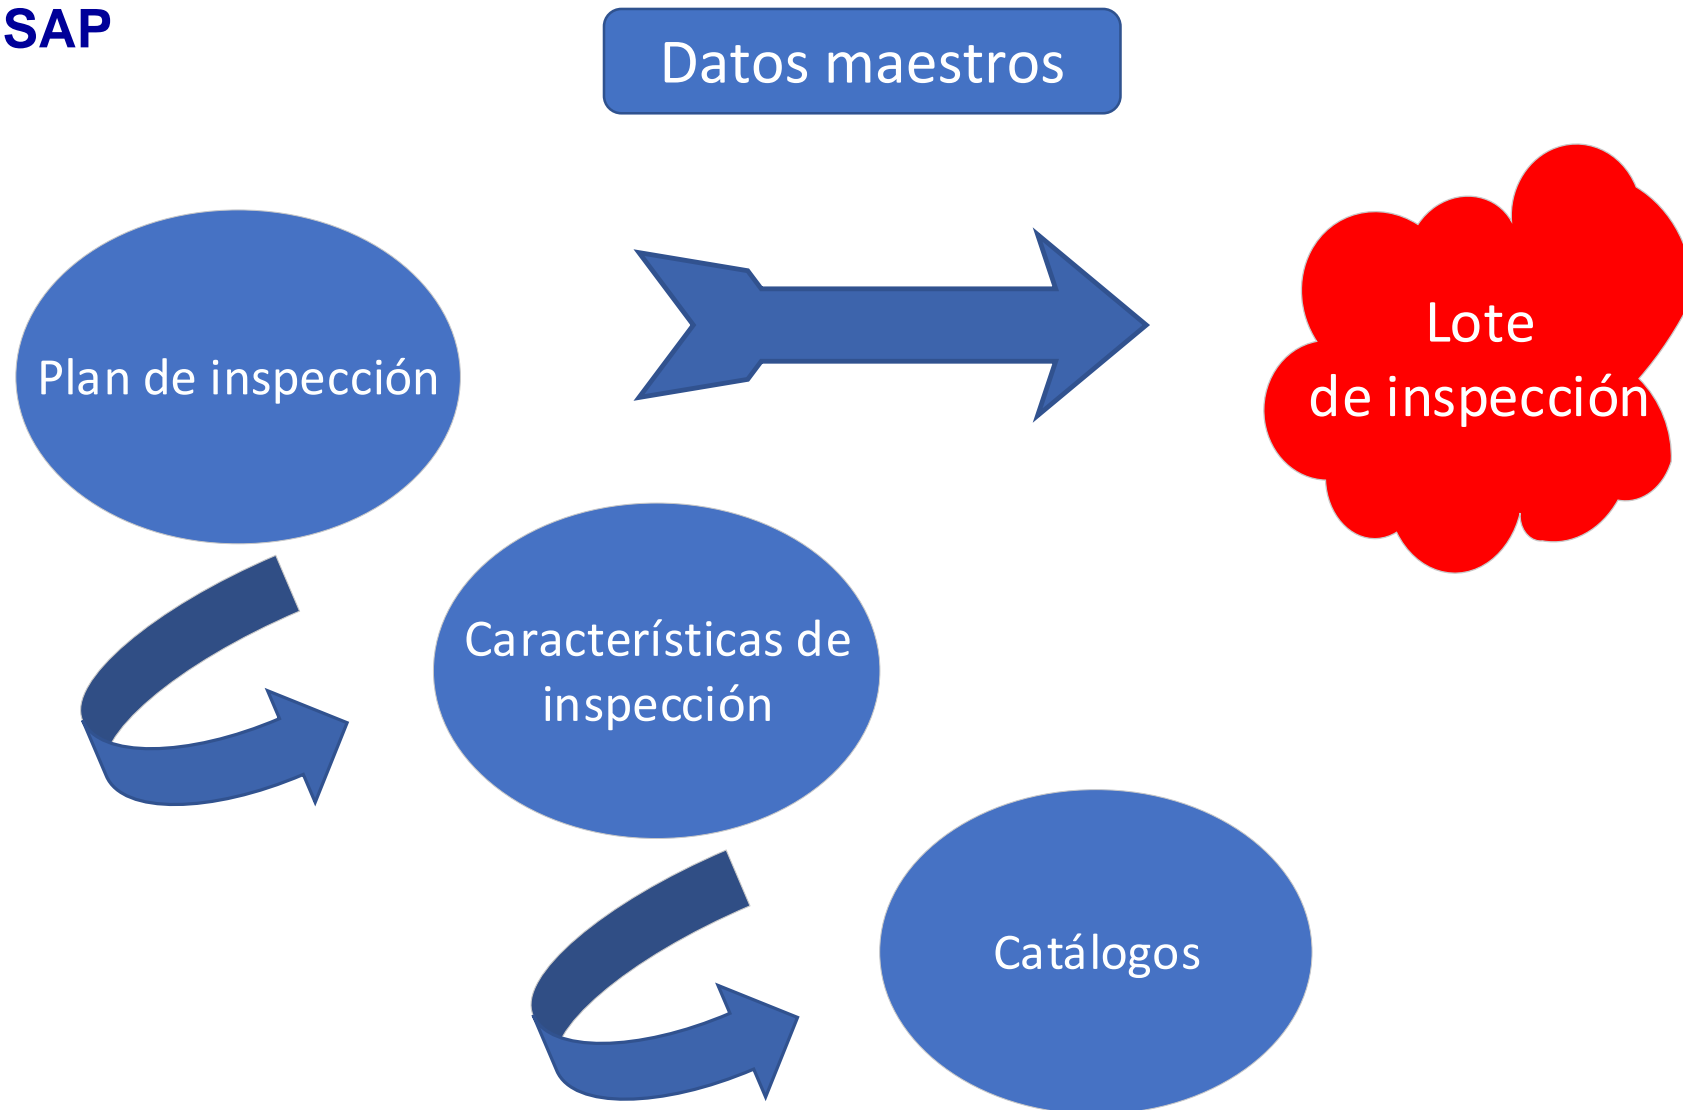 SAP
Datos maestros
Plan de inspección
Lote
de inspección
Características de
inspección
Catálogos